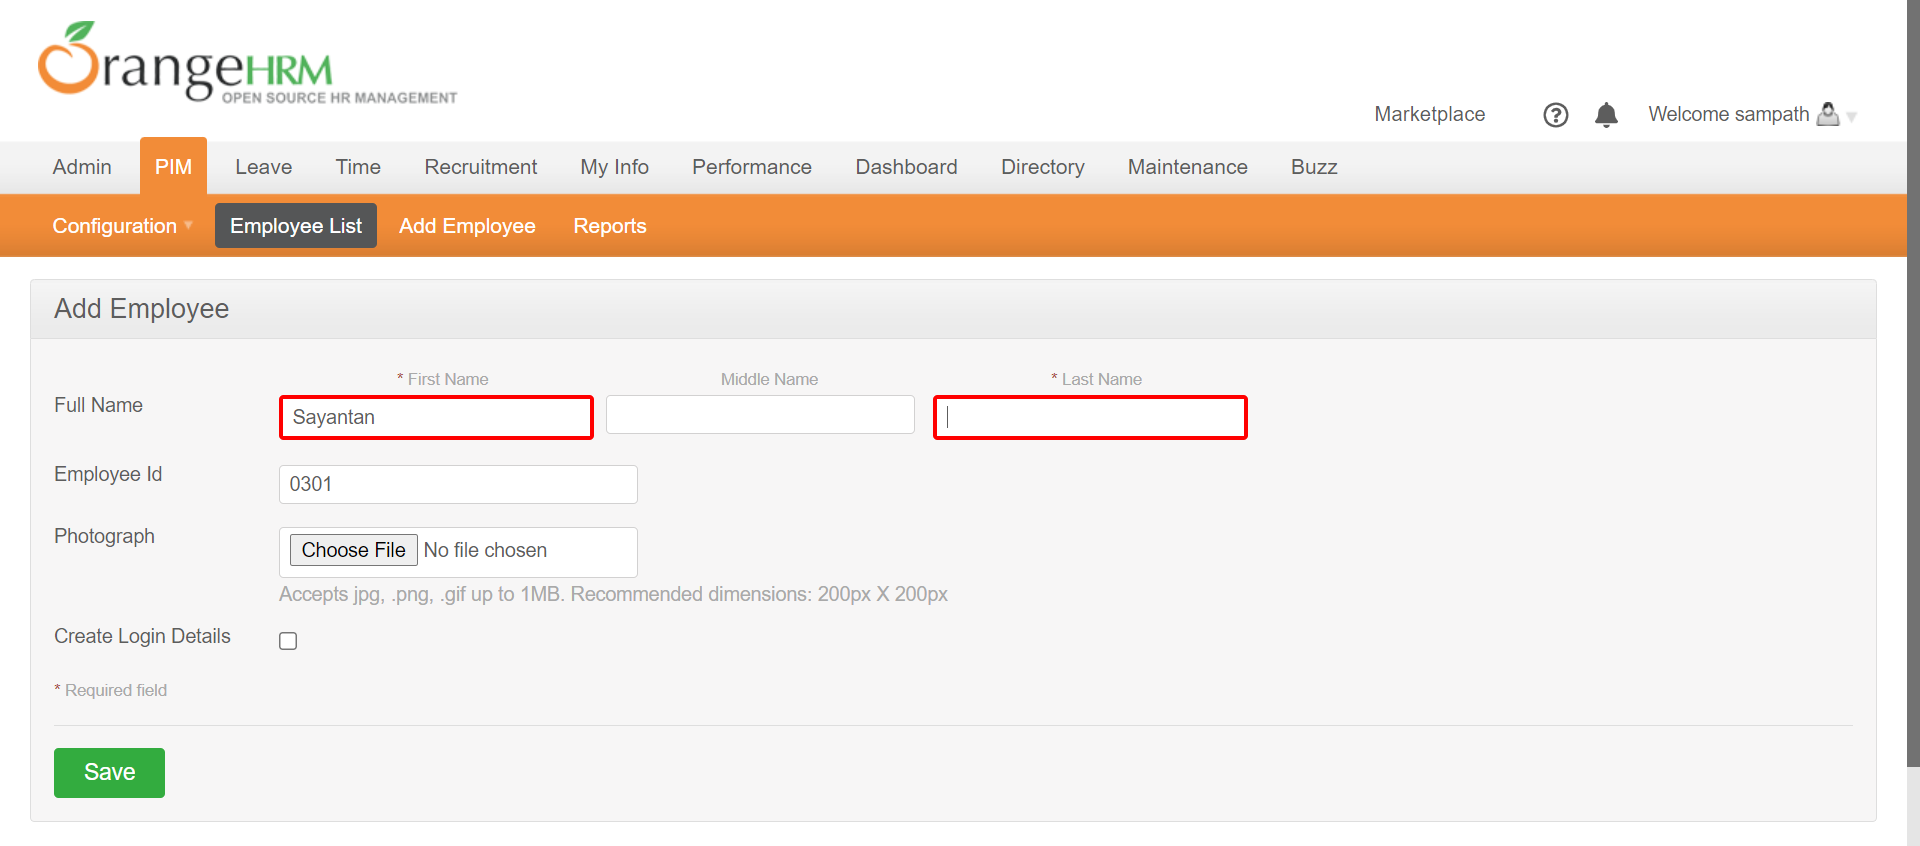 OrangeHRM
OPEN SOURCE HR MANAGEMENT
Marketplace ? Welcome sampath
Admin PIM Leave Time Recruitment My Info Performance Dashboard Directory Maintenance Buzz
Configuration Employee List Add Employee Reports
Add Employee
* First Name Middle Name * Last Name
Full Name Sayantan
Employee Id 0301
Photograph Choose File No file chosen
Accepts jpg, .png, .gif up to 1MB. Recommended dimensions: 200px X 200px
Create Login Details
* Required field
Save